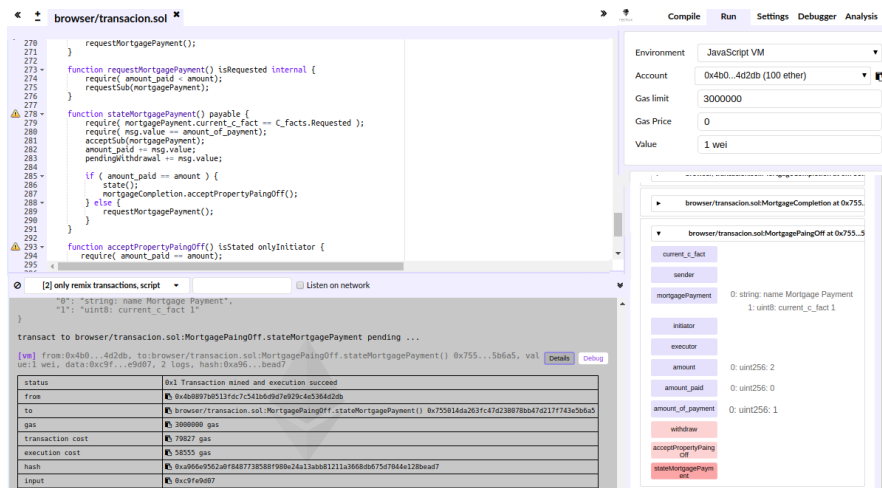 browser/transacion.sol
Compile Run Settings Debugger Analysis
270 requestMortgagePayment();
271 }
272
273 function requestMortgagePayment() isRequested internal {
274 require( amount_paid < amount);
275 requestSub(mortgagePayment);
276 }
277
278 function stateMortgagePayment() payable {
279 require( mortgagePayment.current_c_fact == C_facts.Requested );
280 require( msg.value == amount_of_payment);
281 acceptSub(mortgagePayment);
282 amount_paid += msg.value;
283 pendingWithdrawal += msg.value;
284
285 if ( amount_paid == amount ) {
286 state();
287 mortgageCompletion.acceptPropertyPaingOff();
288 } else {
289 requestMortgagePayment();
290 }
291 }
292
293 function acceptPropertyPaingOff() isStated onlyInitiator {
294 require( amount_paid == amount);
295
Environment JavaScript VM
Account 0x4b0...4d2db (100 ether)
Gas limit 3000000
Gas Price 0
Value 1 wei
browser/transacion.sol:MortgageCompletion at 0x755..
browser/transacion.sol:MortgagePaingOff at 0x755...5
current_c_fact
sender
mortgagePayment 0: string: name Mortgage Payment
1: uint8: current_c_fact 1
initiator
executor
amount 0: uint256: 2
amount_paid 0: uint256: 0
amount_of_payment 0: uint256: 1
withdraw
acceptPropertyPaing
Off
stateMortgagePaym
ent
[2] only remix transactions, script Listen on network
"0": "string: name Mortgage Payment",
"1": "uint8: current_c_fact 1"
}
transact to browser/transacion.sol:MortgagePaingOff.stateMortgagePayment pending ...
[vm] from:0x4b0...4d2db, to:browser/transacion.sol:MortgagePaingOff.stateMortgagePayment() 0x755...5b6a5, val
ue:1 wei, data:0xc9f...e9d07, 2 logs, hash:0xa96...bead7 Details Debug
status 0x1 Transaction mined and execution succeed
from 0x4b0897b0513fdc7c541b6d9d7e929c4e5364d2db
to browser/transacion.sol:MortgagePaingOff.stateMortgagePayment() 0x755014da263fc47d238078bb47d217f743e5b6a5
gas 3000000 gas
transaction cost 79827 gas
execution cost 58555 gas
hash 0xa966e9562a0f8487738588f980e24a13abb81211a3668db675d7044e128bead7
input 0xc9fe9d07